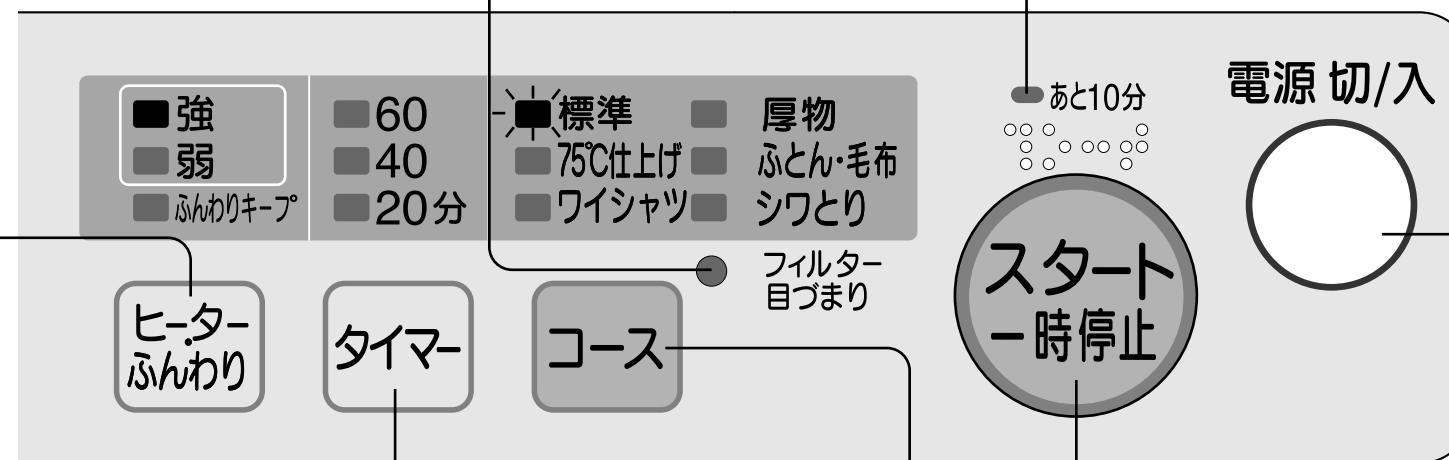 強
弱
ふんわりキープ
60
40
20分
標準
75℃仕上げ
ワイシャツ
厚物
ふとん・毛布
シワとり
あと10分
電源 切/入
フィルター
目づまり
ヒーター
ふんわり
タイマー
コース
スタート
一時停止